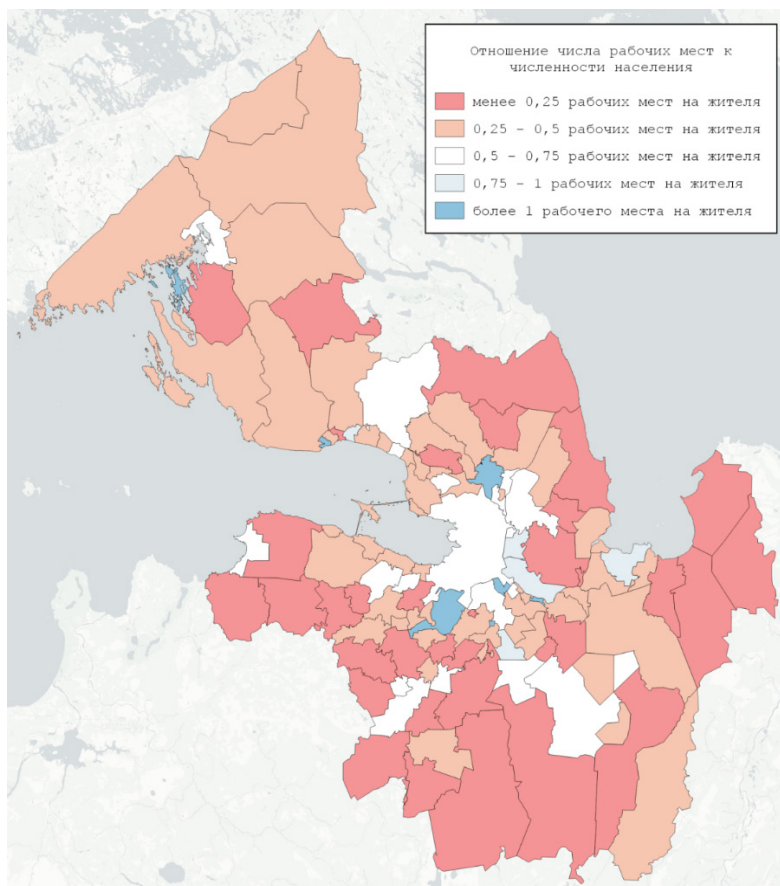 Отношение числа рабочих мест к
численности населения
менее 0,25 рабочих мест на жителя
0,25 – 0,5 рабочих мест на жителя
0,5 – 0,75 рабочих мест на жителя
0,75 – 1 рабочих мест на жителя
более 1 рабочего места на жителя